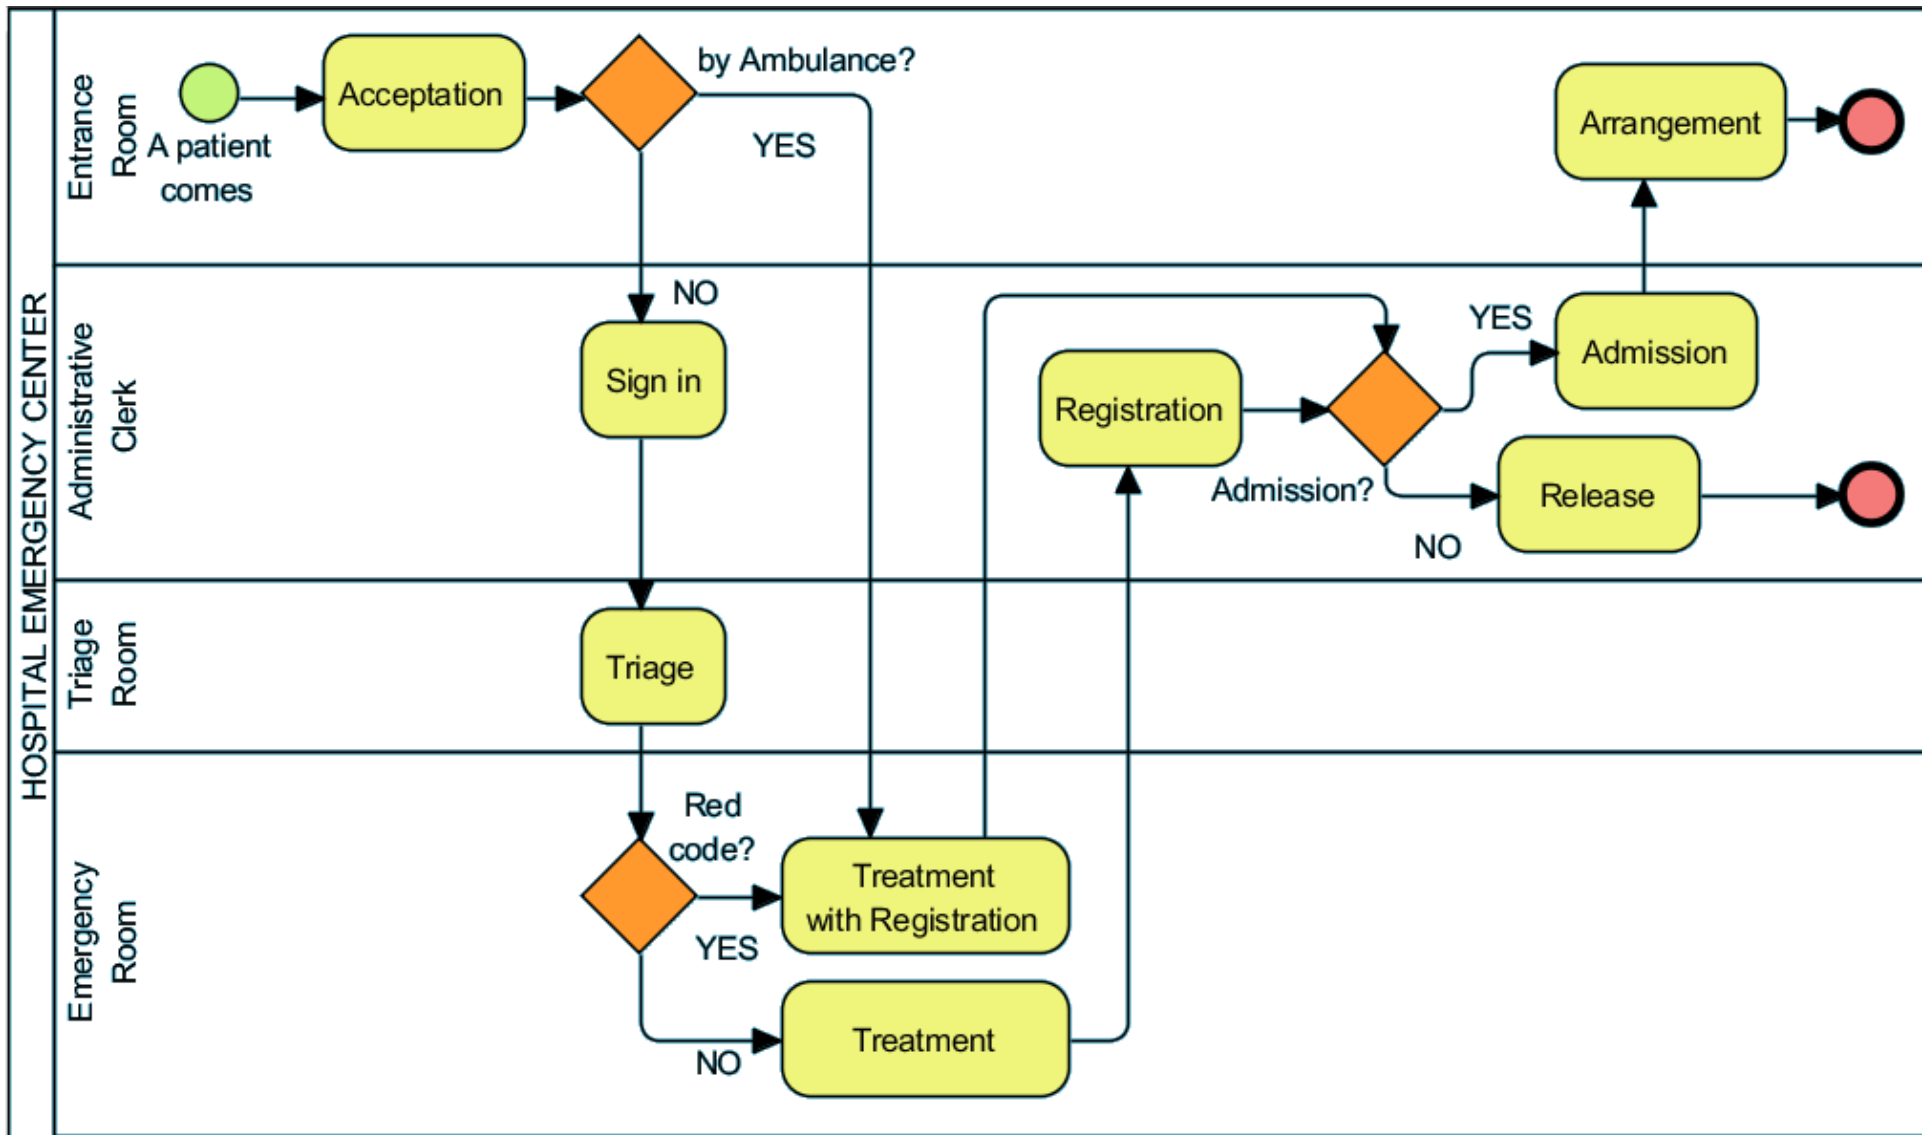 HOSPITAL EMERGENCY CENTER
Entrance
Room
A patient
comes
Acceptation
by Ambulance?
YES
NO
Arrangement
Administrative
Clerk
Sign in
Registration
Admission?
YES
Admission
NO
Release
Triage
Room
Triage
Emergency
Room
Red
code?
YES
NO
Treatment
with Registration
Treatment